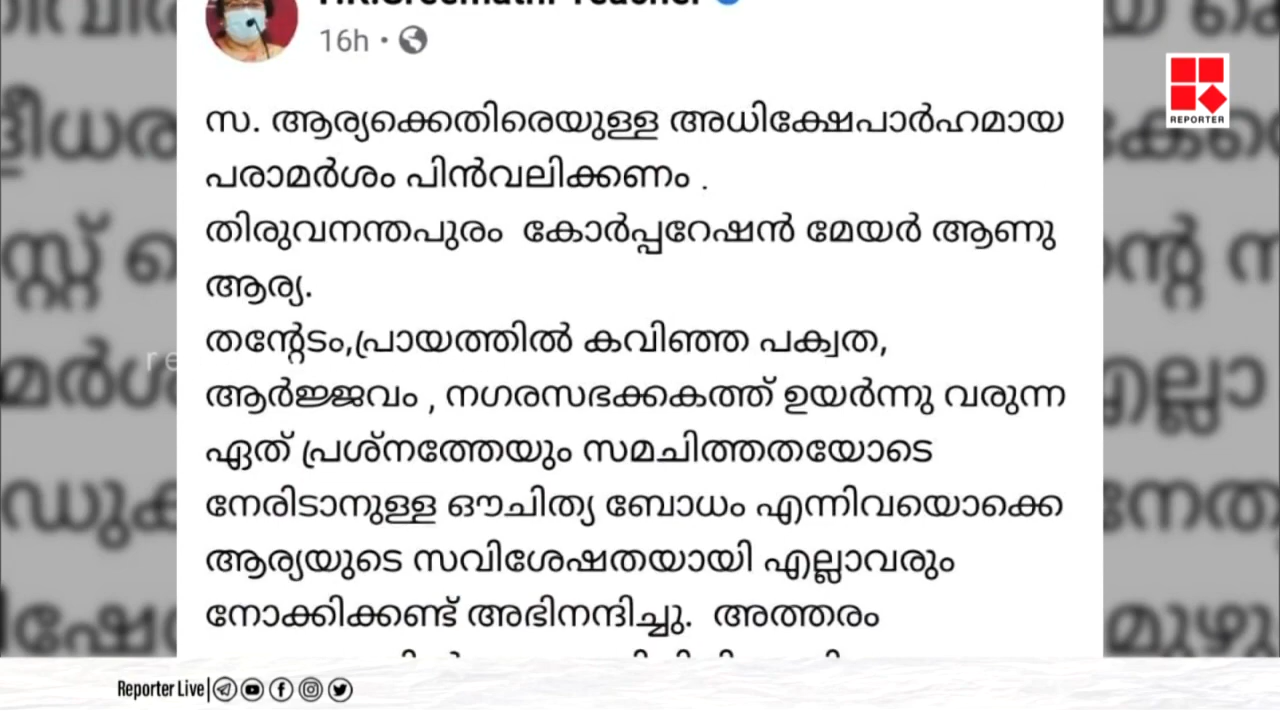 16h ·
REPORTER
സ. ആര്യക്കെതിരെയുള്ള അധിക്ഷേപാർഹമായ
പരാമർശം പിൻവലിക്കണം .
തിരുവനന്തപുരം കോർപ്പറേഷൻ മേയർ ആണു
ആര്യ.
തന്റേടം,പ്രായത്തിൽ കവിഞ്ഞ പക്വത,
ആർജ്ജവം , നഗരസഭക്കകത്ത് ഉയർന്നു വരുന്ന
ഏത് പ്രശ്നത്തേയും സമചിത്തതയോടെ
നേരിടാനുള്ള ഔചിത്യ ബോധം എന്നിവയൊക്കെ
ആര്യയുടെ സവിശേഷതയായി എല്ലാവരും
നോക്കിക്കണ്ട് അഭിനന്ദിച്ചു. അത്തരം
Reporter Live|